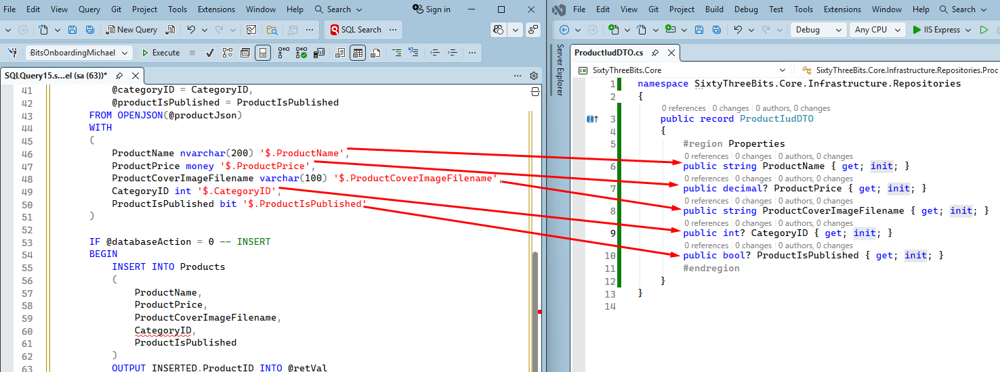 File Edit View Query Git Project Tools Extensions Window Help Search Sign in
New Query SQL Search
:BitsOnboardingMichael Execute
SQLQuery15.s...el (sa (63))*
41 @categoryID = CategoryID,
42 @productIsPublished = ProductIsPublished
43 FROM OPENJSON(@productJson)
44 WITH
45 (
46 ProductName nvarchar(200) '$.ProductName',
47 ProductPrice money '$.ProductPrice',
48 ProductCoverImageFilename varchar(100) '$.ProductCoverImageFilename',
49 CategoryID int '$.CategoryID',
50 ProductIsPublished bit '$.ProductIsPublished'
51 )
52
53 IF @databaseAction = 0 -- INSERT
54 BEGIN
55 INSERT INTO Products
56 (
57 ProductName,
58 ProductPrice,
59 ProductCoverImageFilename,
60 CategoryID,
61 ProductIsPublished
62 )
63 OUTPUT INSERTED.ProductID INTO @retVal
File Edit View Git Project Build Debug Test Tools Extensions Window Help Search
Debug Any CPU IIS Express
Server Explorer
ProductIudDTO.cs
C# SixtyThreeBits.Core SixtyThreeBits.Core.Infrastructure.Repositories.Proc
1 namespace SixtyThreeBits.Core.Infrastructure.Repositories
2 {
0 references | 0 changes | 0 authors, 0 changes
3 public record ProductIudDTO
4 {
5 #region Properties
0 references | 0 changes | 0 authors, 0 changes
6 public string ProductName { get; init; }
0 references | 0 changes | 0 authors, 0 changes
7 public decimal? ProductPrice { get; init; }
0 references | 0 changes | 0 authors, 0 changes
8 public string ProductCoverImageFilename { get; init; }
0 references | 0 changes | 0 authors, 0 changes
9 public int? CategoryID { get; init; }
0 references | 0 changes | 0 authors, 0 changes
10 public bool? ProductIsPublished { get; init; }
11 #endregion
12 }
13 }
14